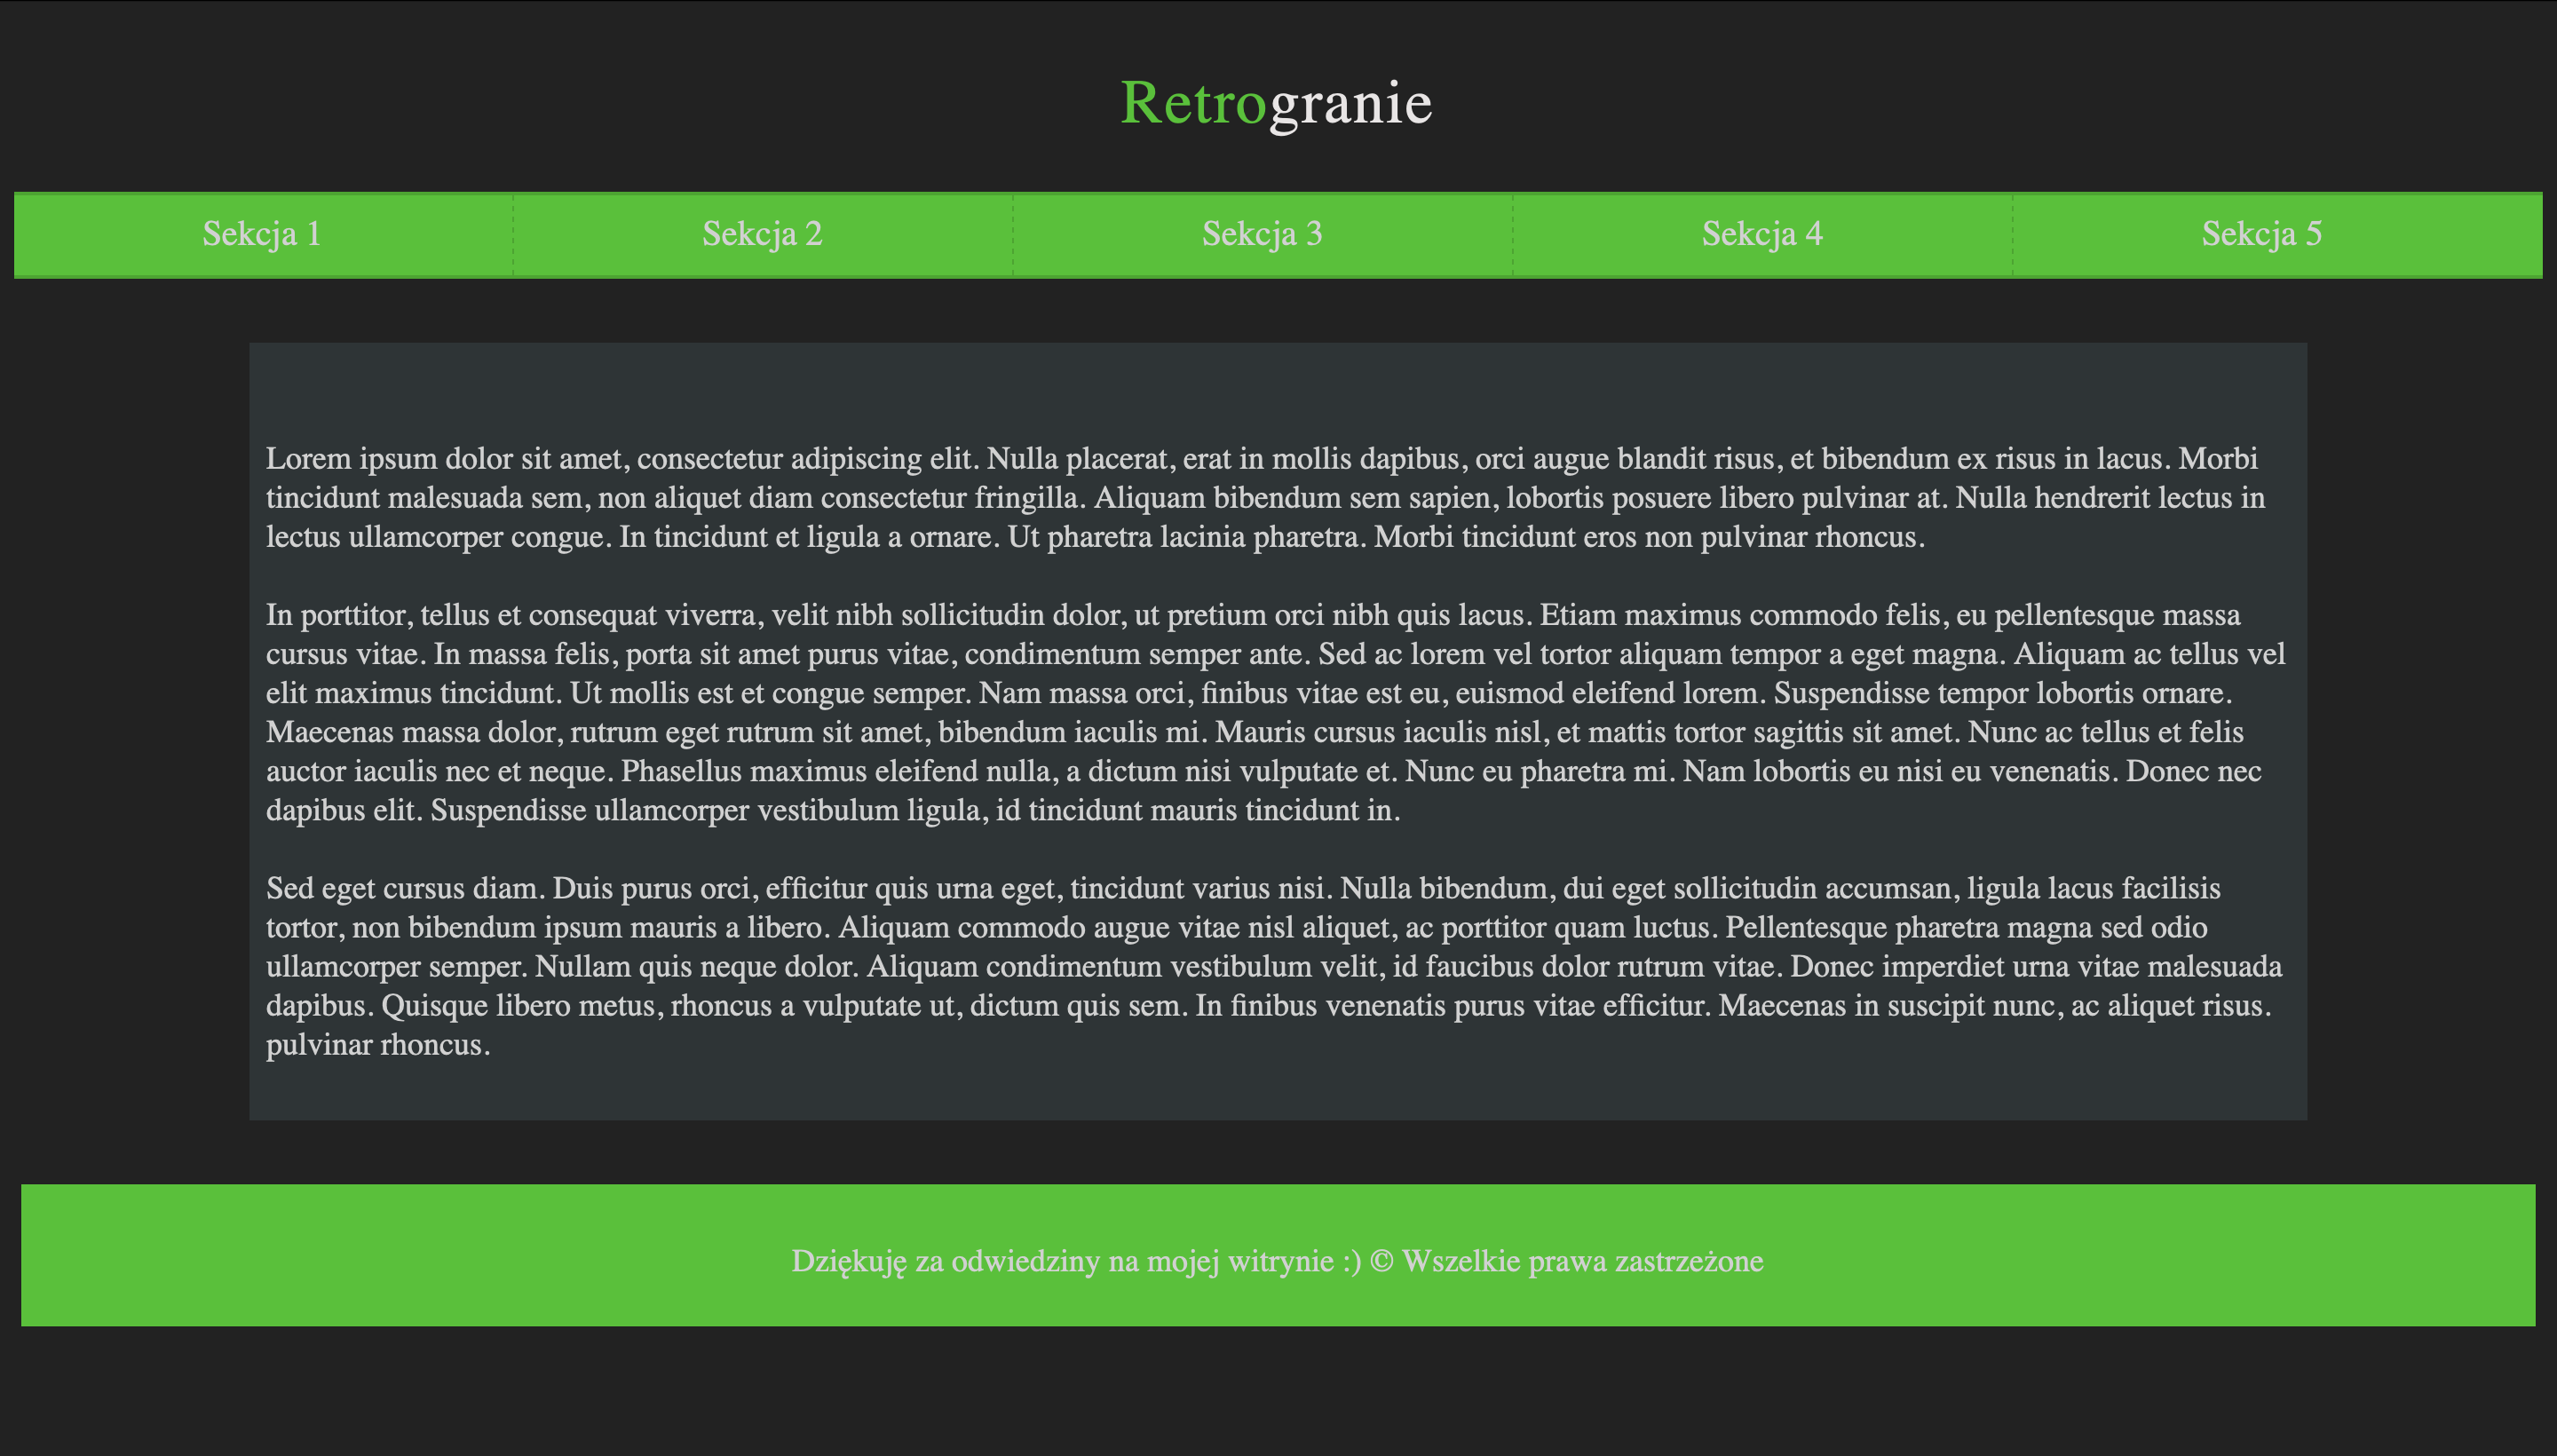 Retrogranie
Sekcja 1 Sekcja 2 Sekcja 3 Sekcja 4 Sekcja 5
Lorem ipsum dolor sit amet, consectetur adipiscing elit. Nulla placerat, erat in mollis dapibus, orci augue blandit risus, et bibendum ex risus in lacus. Morbi
tincidunt malesuada sem, non aliquet diam consectetur fringilla. Aliquam bibendum sem sapien, lobortis posuere libero pulvinar at. Nulla hendrerit lectus in
lectus ullamcorper congue. In tincidunt et ligula a ornare. Ut pharetra lacinia pharetra. Morbi tincidunt eros non pulvinar rhoncus.
In porttitor, tellus et consequat viverra, velit nibh sollicitudin dolor, ut pretium orci nibh quis lacus. Etiam maximus commodo felis, eu pellentesque massa
cursus vitae. In massa felis, porta sit amet purus vitae, condimentum semper ante. Sed ac lorem vel tortor aliquam tempor a eget magna. Aliquam ac tellus vel
elit maximus tincidunt. Ut mollis est et congue semper. Nam massa orci, finibus vitae est eu, euismod eleifend lorem. Suspendisse tempor lobortis ornare.
Maecenas massa dolor, rutrum eget rutrum sit amet, bibendum iaculis mi. Mauris cursus iaculis nisl, et mattis tortor sagittis sit amet. Nunc ac tellus et felis
auctor iaculis nec et neque. Phasellus maximus eleifend nulla, a dictum nisi vulputate et. Nunc eu pharetra mi. Nam lobortis eu nisi eu venenatis. Donec nec
dapibus elit. Suspendisse ullamcorper vestibulum ligula, id tincidunt mauris tincidunt in.
Sed eget cursus diam. Duis purus orci, efficitur quis urna eget, tincidunt varius nisi. Nulla bibendum, dui eget sollicitudin accumsan, ligula lacus facilisis
tortor, non bibendum ipsum mauris a libero. Aliquam commodo augue vitae nisl aliquet, ac porttitor quam luctus. Pellentesque pharetra magna sed odio
ullamcorper semper. Nullam quis neque dolor. Aliquam condimentum vestibulum velit, id faucibus dolor rutrum vitae. Donec imperdiet urna vitae malesuada
dapibus. Quisque libero metus, rhoncus a vulputate ut, dictum quis sem. In finibus venenatis purus vitae efficitur. Maecenas in suscipit nunc, ac aliquet risus.
pulvinar rhoncus.
Dziękuję za odwiedziny na mojej witrynie :) © Wszelkie prawa zastrzeżone